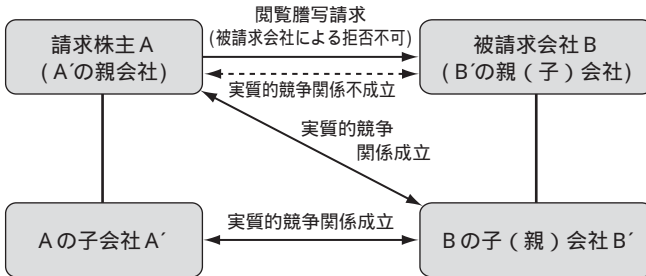 閲覧謄写請求
(被請求会社による拒否不可)
請求株主A
(A´の親会社)
被請求会社B
(B´の親(子)会社)
実質的競争関係不成立
実質的競争
関係成立
Aの子会社A´
実質的競争関係成立
Bの子(親)会社B´